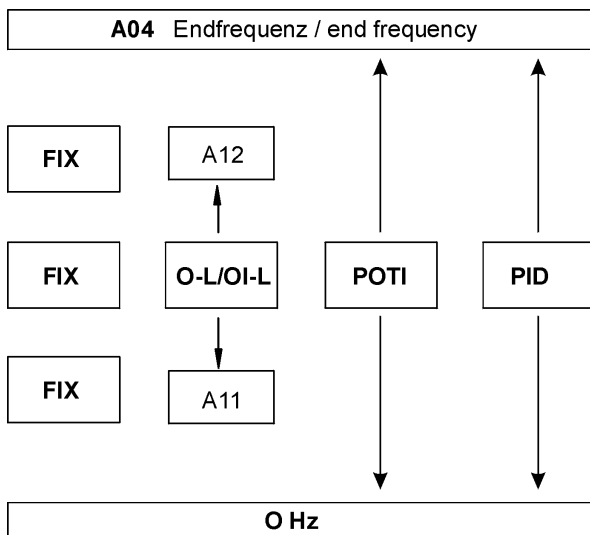 A04 Endfrequenz / end frequency
FIX A12
FIX O-L/OI-L POTI PID
FIX A11
O Hz